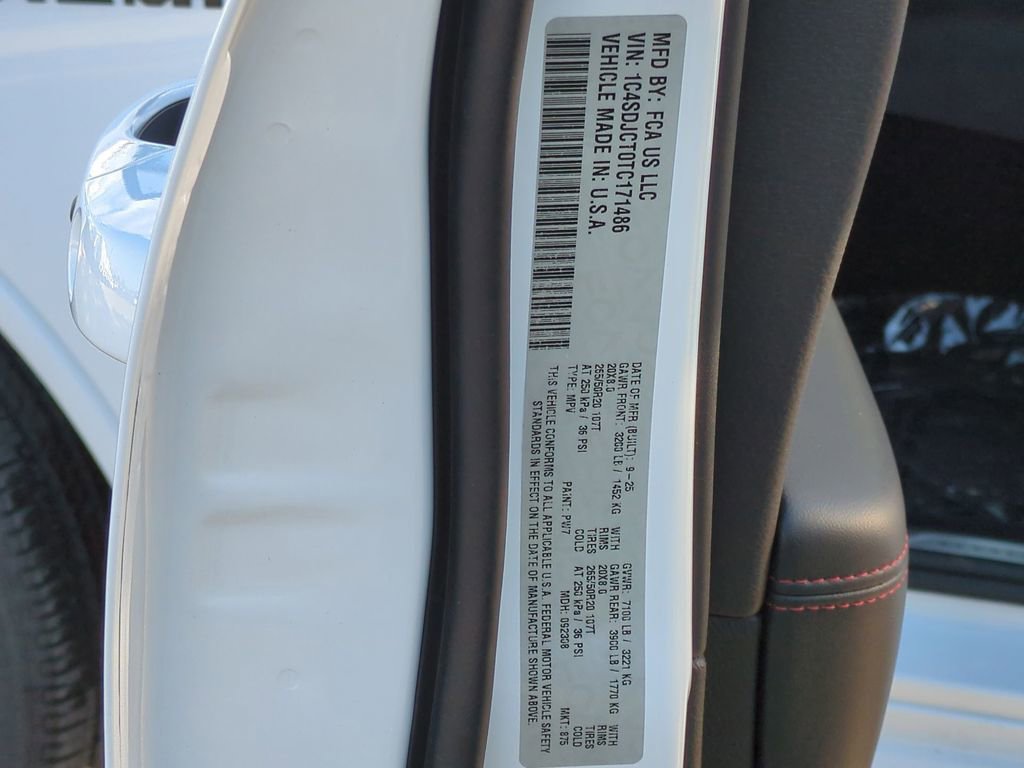 MFD BY: FCA US LLC
VIN: 1C4SDJCT0TC171486
VEHICLE MADE IN: U.S.A.
DATE OF MFR (BUILT): 9-25 GVWR: 7100 LB / 3221 KG
GAWR FRONT: 3200 LB / 1452 KG WITH GAWR REAR: 3900 LB / 1770 KG WITH
20X8.0 RIMS 20X8.0 RIMS
265/50R20 107T TIRES 265/50R20 107T TIRES
AT 250 kPa / 36 PSI COLD AT 250 kPa / 36 PSI COLD
TYPE: MPV PAINT: PW7 MDH: 092308 MKT: 875
THIS VEHICLE CONFORMS TO ALL APPLICABLE U.S.A. FEDERAL MOTOR VEHICLE SAFETY
STANDARDS IN EFFECT ON THE DATE OF MANUFACTURE SHOWN ABOVE.